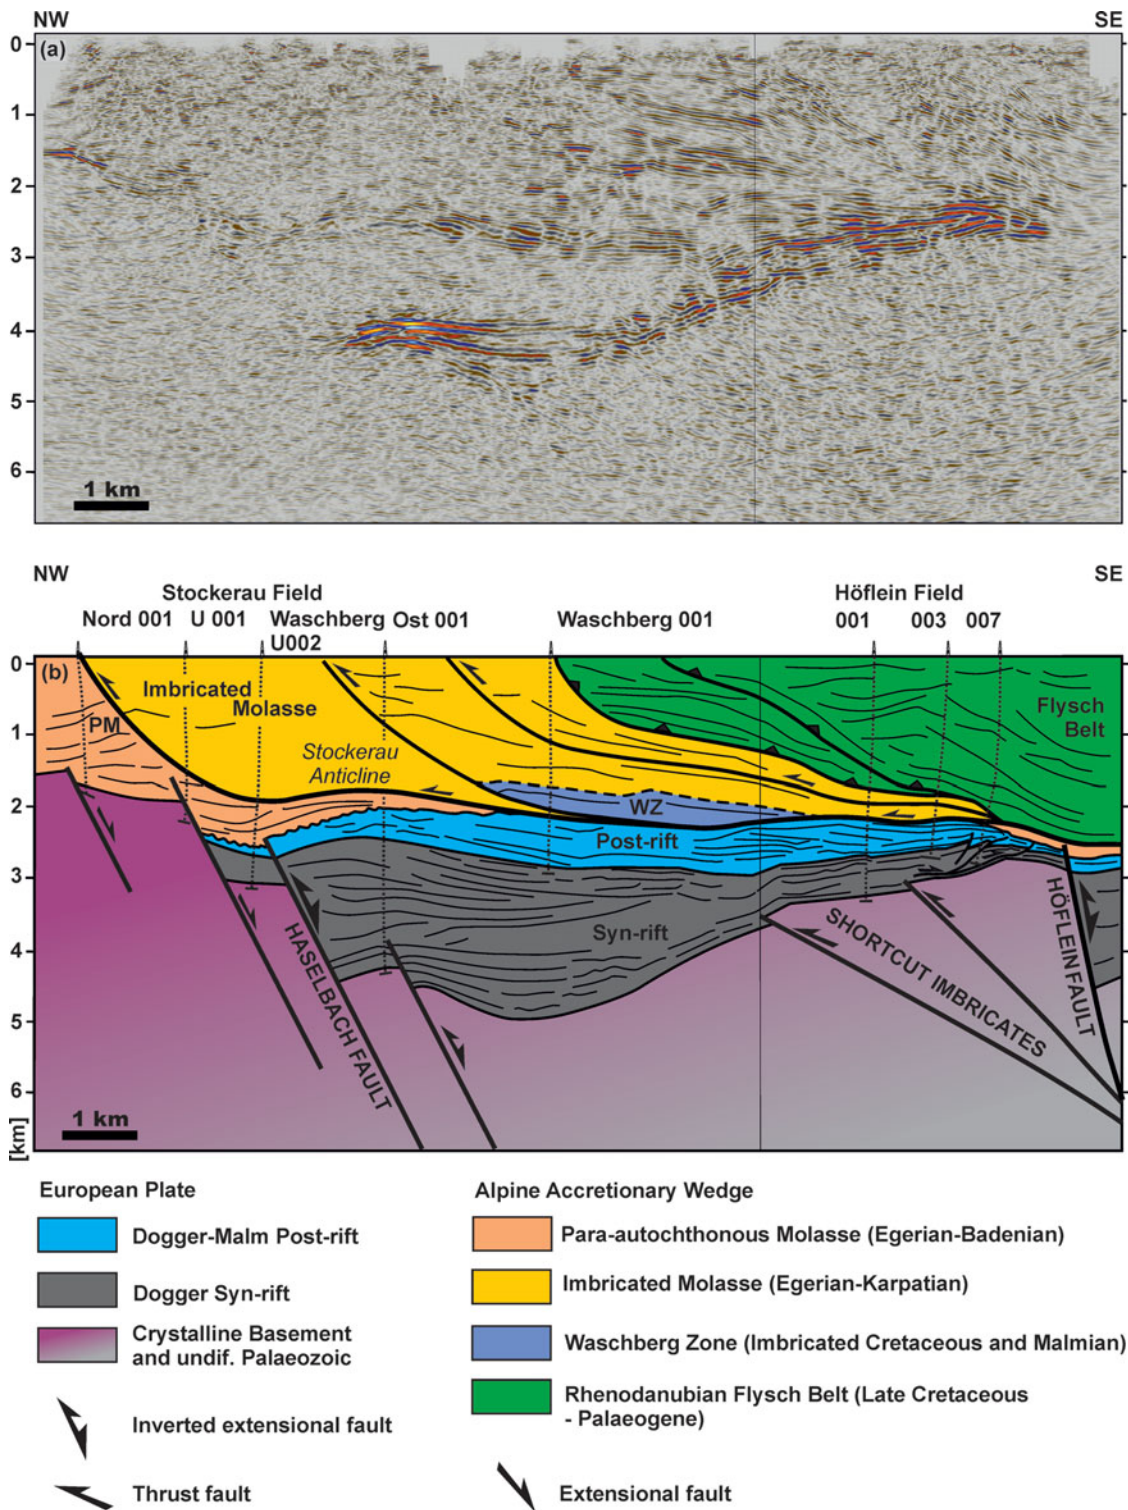 NW SE
(a)
0
1
2
3
4
5
6
1 km
NW SE
Stockerau Field Höflein Field
Nord 001 U 001 Waschberg Ost 001 Waschberg 001 001 003 007
U002
(b)
0
1
2
3
4
5
6
[km]
PM
Imbricated
Molasse
Stockerau
Anticline
WZ
Post-rift
Syn-rift
Flysch
Belt
HASELBACH FAULT
SHORTCUT IMBRICATES
HÖFLEIN FAULT
1 km
European Plate
Dogger-Malm Post-rift
Dogger Syn-rift
Crystalline Basement
and undif. Palaeozoic
Inverted extensional fault
Thrust fault
Alpine Accretionary Wedge
Para-autochthonous Molasse (Egerian-Badenian)
Imbricated Molasse (Egerian-Karpatian)
Waschberg Zone (Imbricated Cretaceous and Malmian)
Rhenodanubian Flysch Belt (Late Cretaceous
- Palaeogene)
Extensional fault